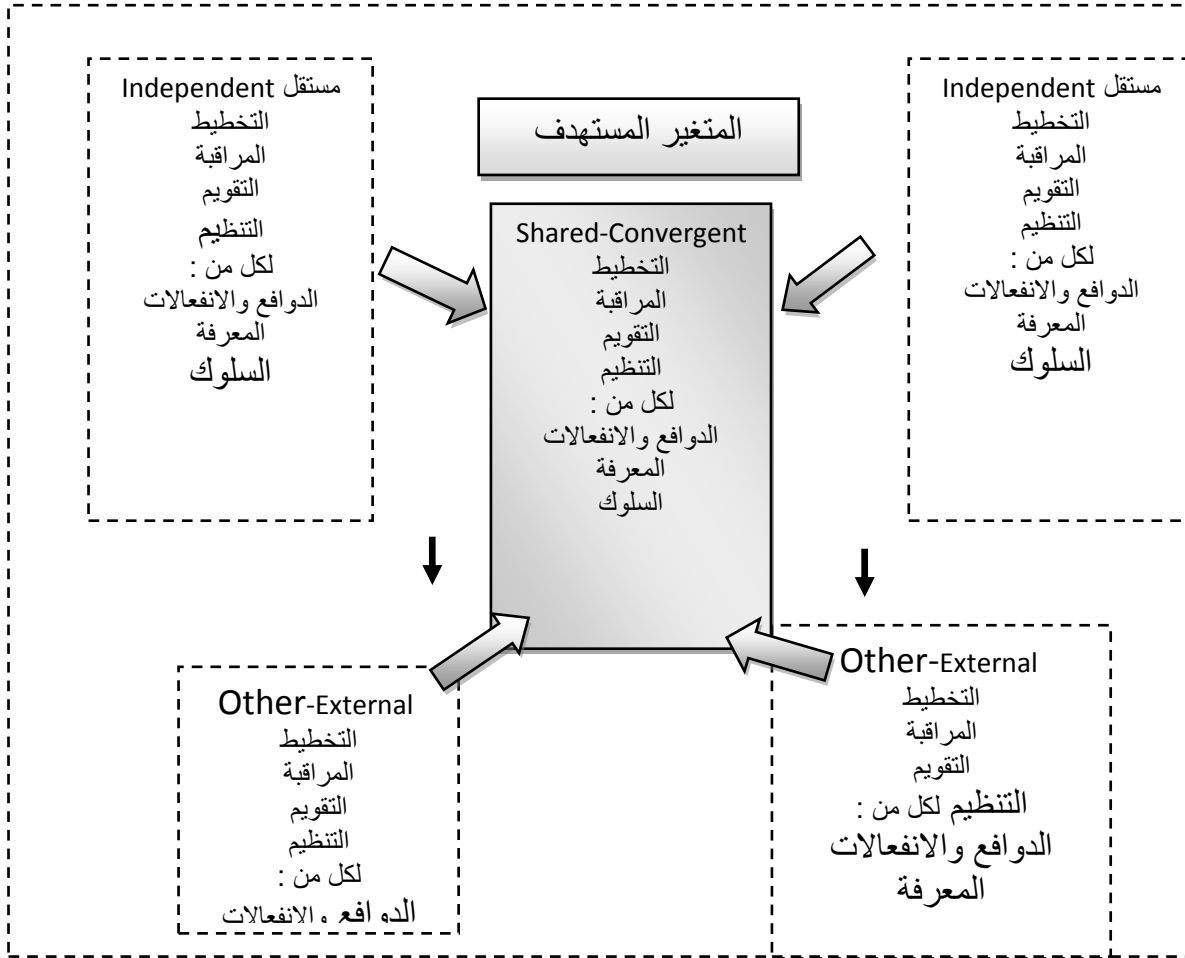 مستقل Independent
التخطيط
المراقبة
التقويم
التنظيم
لكل من :
الدوافع والانفعالات
المعرفة
السلوك
المتغير المستهدف
Shared-Convergent
التخطيط
المراقبة
التقويم
التنظيم
لكل من :
الدوافع والانفعالات
المعرفة
السلوك
مستقل Independent
التخطيط
المراقبة
التقويم
التنظيم
لكل من :
الدوافع والانفعالات
المعرفة
السلوك
Other-External
التخطيط
المراقبة
التقويم
التنظيم لكل من :
الدوافع والانفعالات
المعرفة
Other-External
التخطيط
المراقبة
التقويم
التنظيم
لكل من :
الدوافع والانفعالات